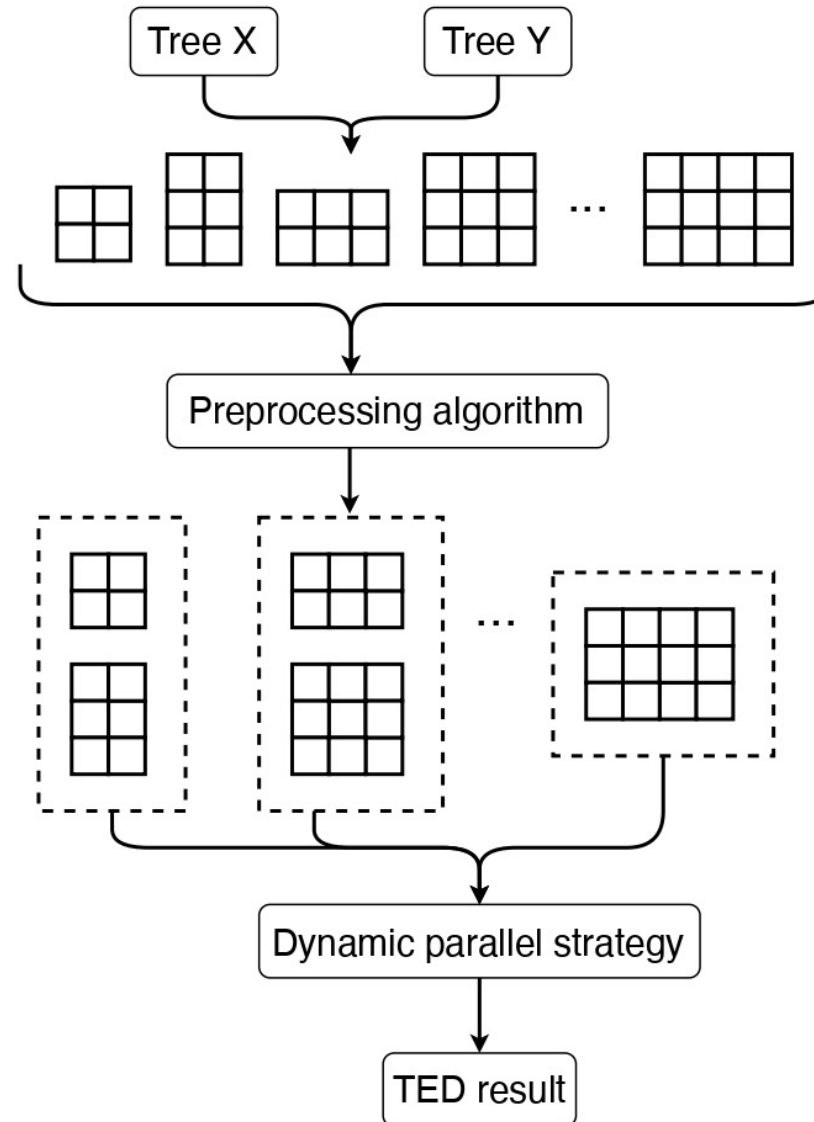 Tree X
Tree Y
...
Preprocessing algorithm
...
Dynamic parallel strategy
TED result